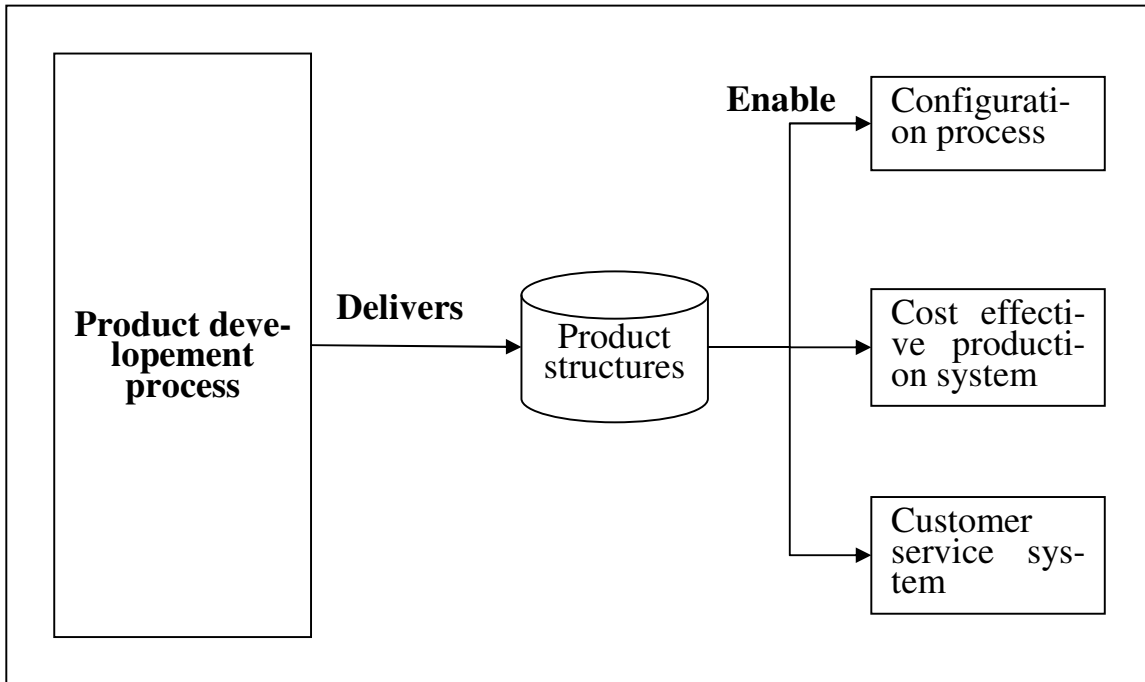 Product deve-
lopement
process
Delivers
Product
structures
Enable
Configurati-
on process
Cost effecti-
ve producti-
on system
Customer
service sys-
tem